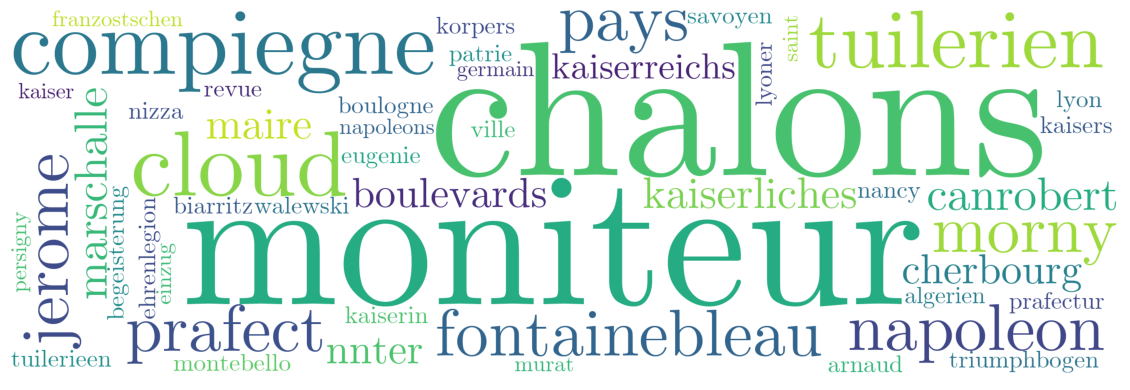 franzostschen
compiegne
korpers
pays
savoyen
tuilerien
patrie
germain
kaiserreichs
lyoner
saint
kaiser
revue
nizza
boulogne
napoleons
chalons
lyon
kaisers
maire
ville
marschalle
cloud
eugenie
jerome
boulevards
kaiserliches
nancy
canrobert
begeisterung
ehrenlegion
biarritz
walewski
moniteur
morny
persigny
einzug
cherbourg
algerien
prafectur
prafect
kaiserin
nnter
fontainebleau
napoleon
tuilerieen
montebello
murat
arnaud
triumphbogen